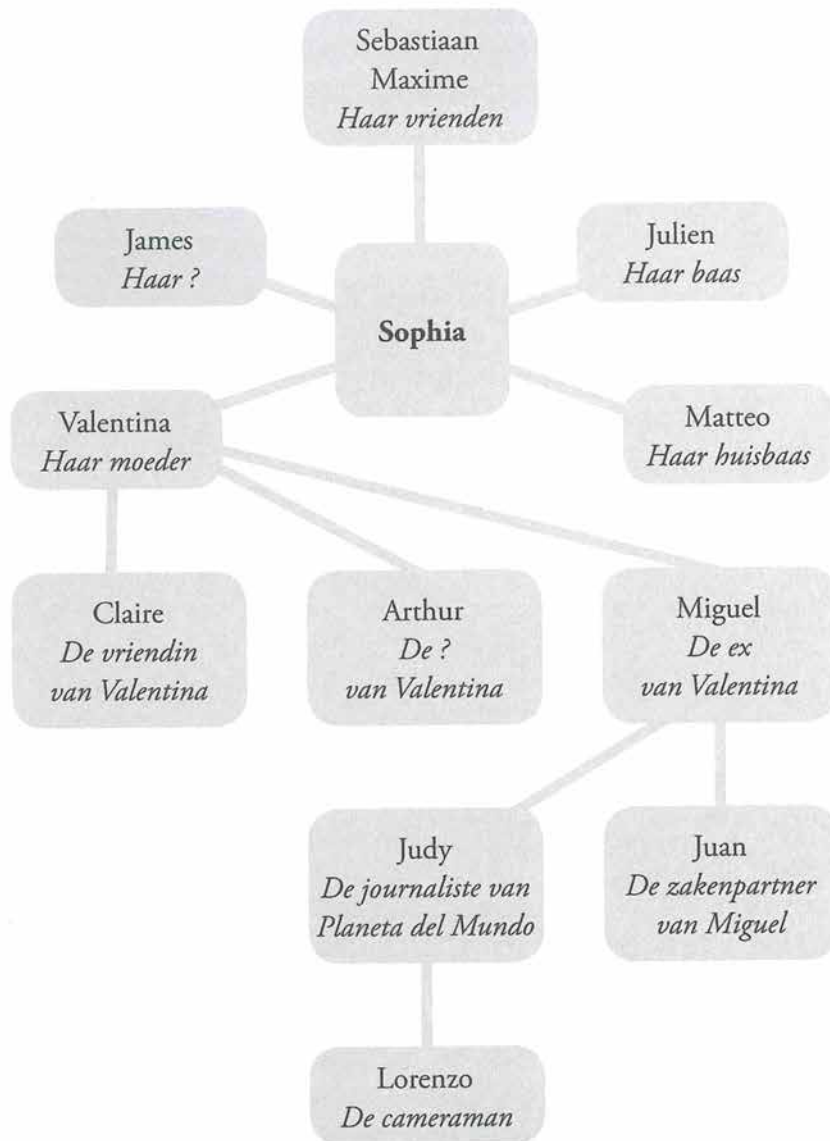 Sebastiaan
Maxime
Haar vrienden
James
Haar ?
Julien
Haar baas
Sophia
Valentina
Haar moeder
Matteo
Haar huisbaas
Claire
De vriendin
van Valentina
Arthur
De ?
van Valentina
Miguel
De ex
van Valentina
Judy
De journaliste van
Planeta del Mundo
Juan
De zakenpartner
van Miguel
Lorenzo
De cameraman